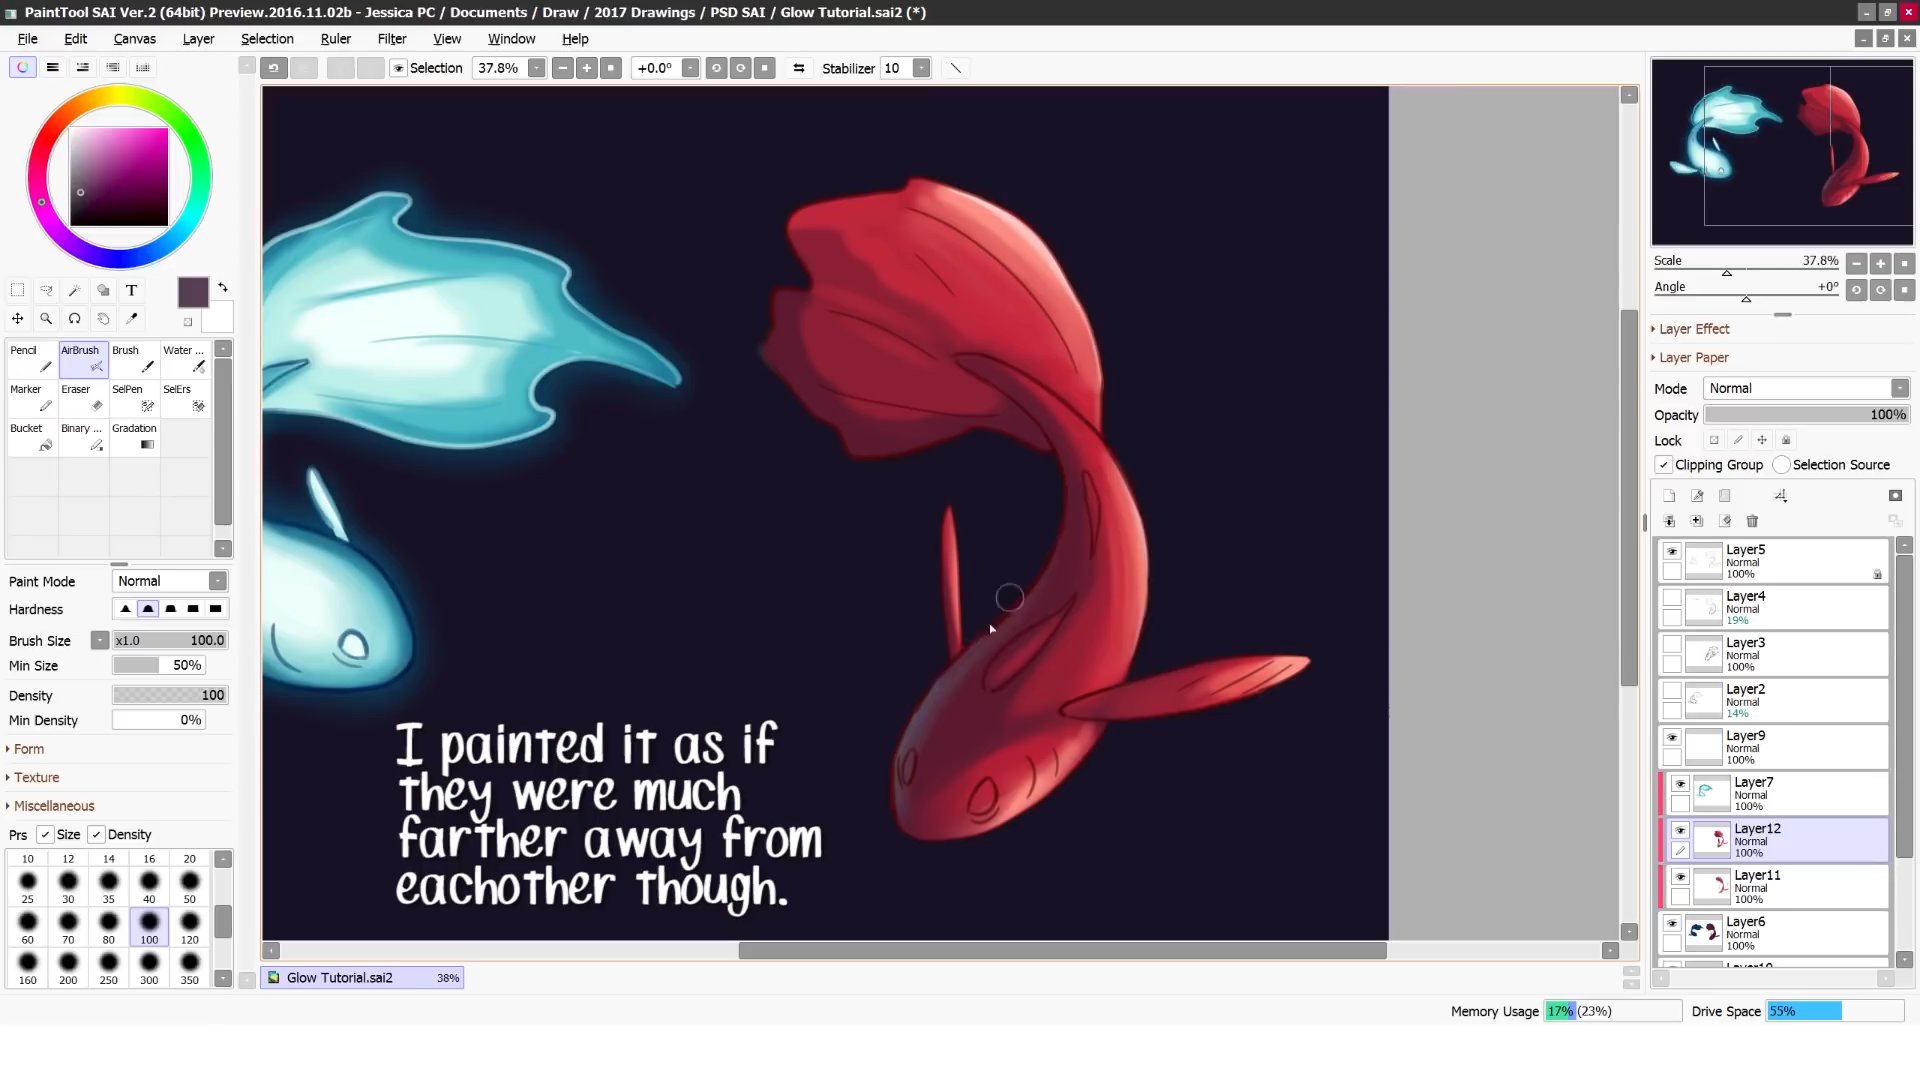 PaintTool SAI Ver.2 (64bit) Preview.2016.11.02b - Jessica PC / Documents / Draw / 2017 Drawings / PSD SAI / Glow Tutorial.sai2 (*)
File Edit Canvas Layer Selection Ruler Filter View Window Help
Selection 37.8% +0.0° Stabilizer 10
T
Pencil AirBrush Brush Water ...
Marker Eraser SelPen SelErs
Bucket Binary ... Gradation
Paint Mode Normal
Hardness
Brush Size x1.0 100.0
Min Size 50%
Density 100
Min Density 0%
Form
Texture
Miscellaneous
Prs Size Density
10 12 14 16 20
25 30 35 40 50
60 70 80 100 120
160 200 250 300 350
I painted it as if
they were much
farther away from
eachother though.
Glow Tutorial.sai2 38%
Scale 37.8%
Angle +0°
Layer Effect
Layer Paper
Mode Normal
Opacity 100%
Lock
Clipping Group Selection Source
Layer5
Normal
100%
Layer4
Normal
19%
Layer3
Normal
100%
Layer2
Normal
14%
Layer9
Normal
100%
Layer7
Normal
100%
Layer12
Normal
100%
Layer11
Normal
100%
Layer6
Normal
100%
Layer10
Memory Usage 17% (23%) Drive Space 55%